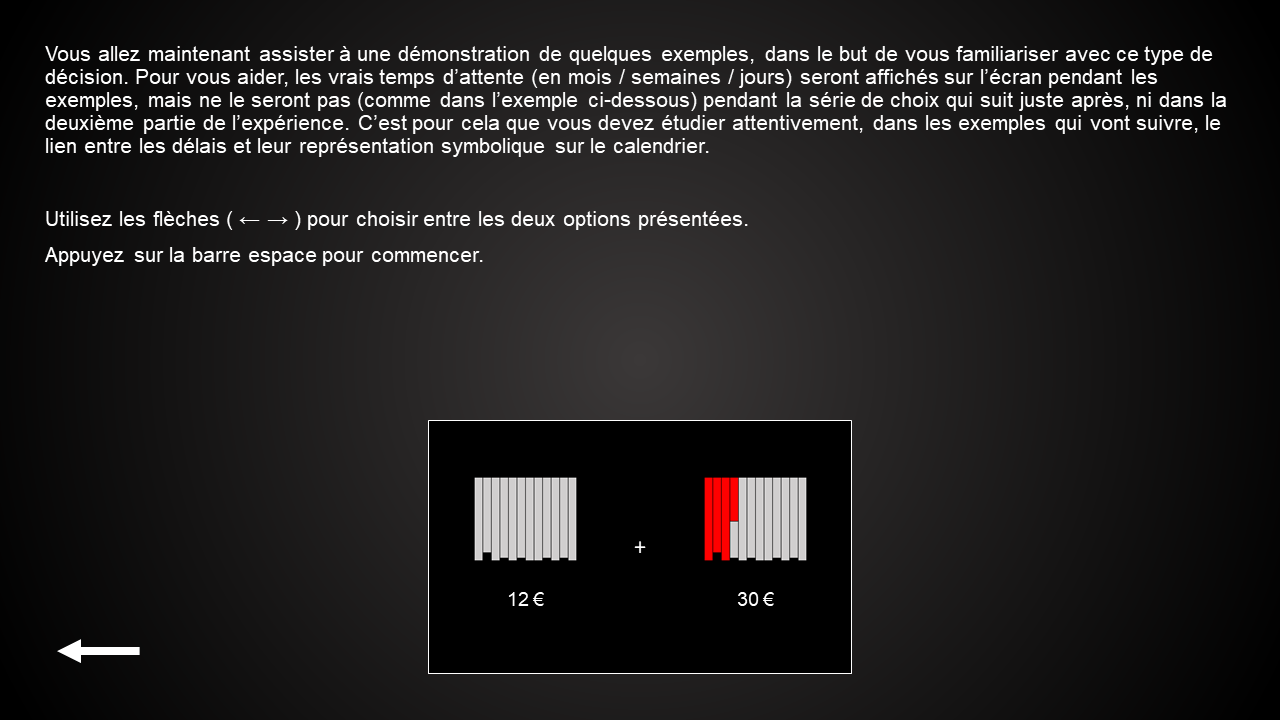 Vous allez maintenant assister à une démonstration de quelques exemples, dans le but de vous familiariser avec ce type de
décision. Pour vous aider, les vrais temps d’attente (en mois / semaines / jours) seront affichés sur l’écran pendant les
exemples, mais ne le seront pas (comme dans l’exemple ci-dessous) pendant la série de choix qui suit juste après, ni dans la
deuxième partie de l’expérience. C’est pour cela que vous devez étudier attentivement, dans les exemples qui vont suivre, le
lien entre les délais et leur représentation symbolique sur le calendrier.
Utilisez les flèches ( ← → ) pour choisir entre les deux options présentées.
Appuyez sur la barre espace pour commencer.
+
12 € 30 €